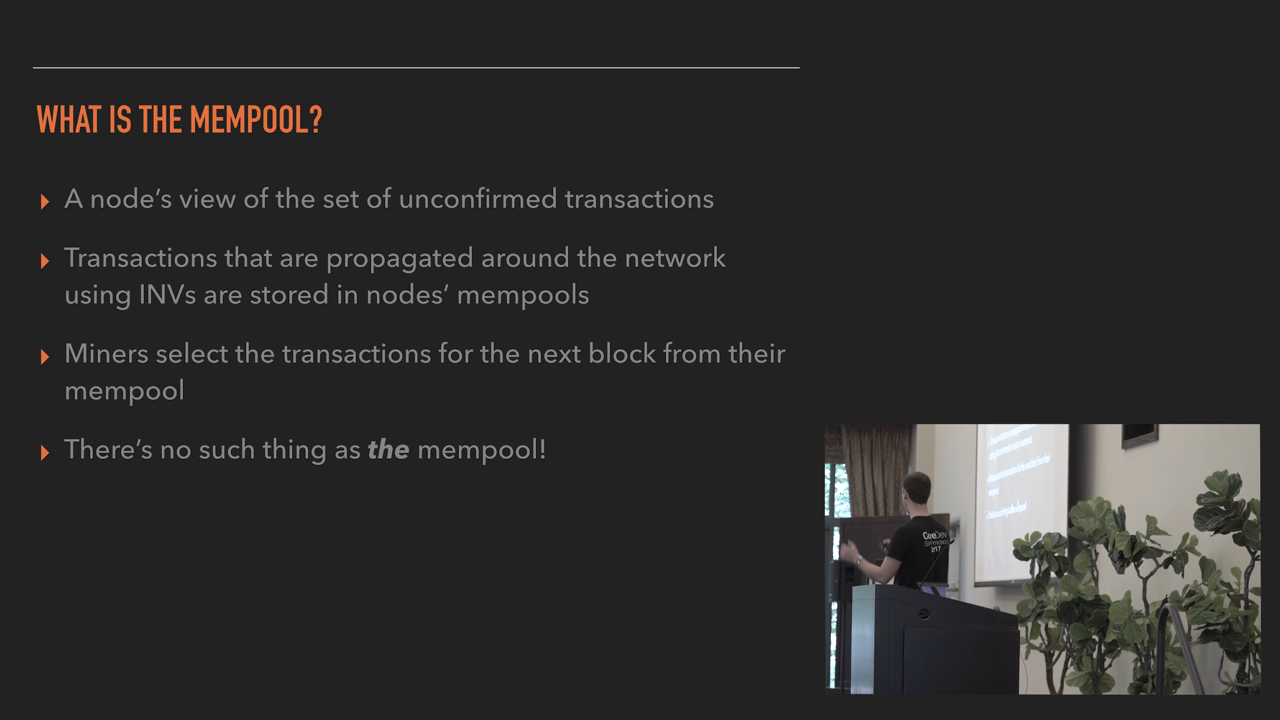 WHAT IS THE MEMPOOL?
A node’s view of the set of unconfirmed transactions
Transactions that are propagated around the network
using INVs are stored in nodes’ mempools
Miners select the transactions for the next block from their
mempool
There’s no such thing as the mempool!